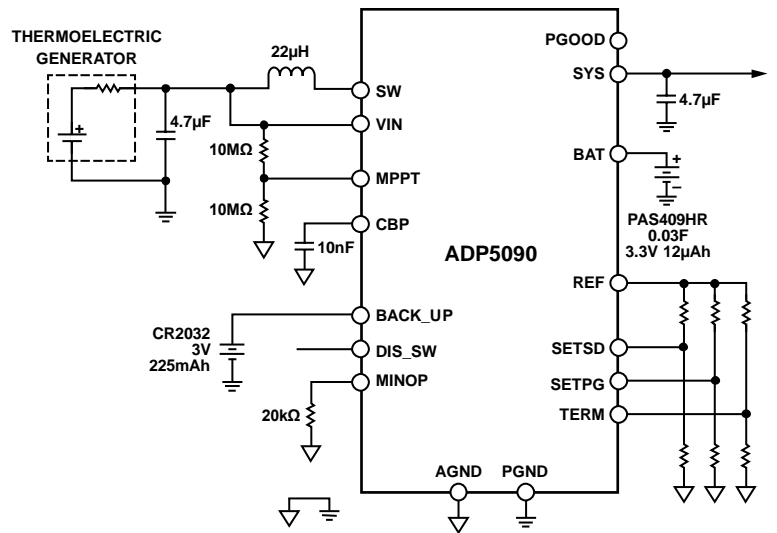 THERMOELECTRIC
GENERATOR
+
4.7µF
22µH
10MΩ
10MΩ
10nF
CR2032
3V
225mAh
20kΩ
SW
VIN
MPPT
CBP
BACK_UP
DIS_SW
MINOP
ADP5090
AGND
PGND
PGOOD
SYS
BAT
REF
SETSD
SETPG
TERM
4.7µF
+
–
PAS409HR
0.03F
3.3V 12µAh